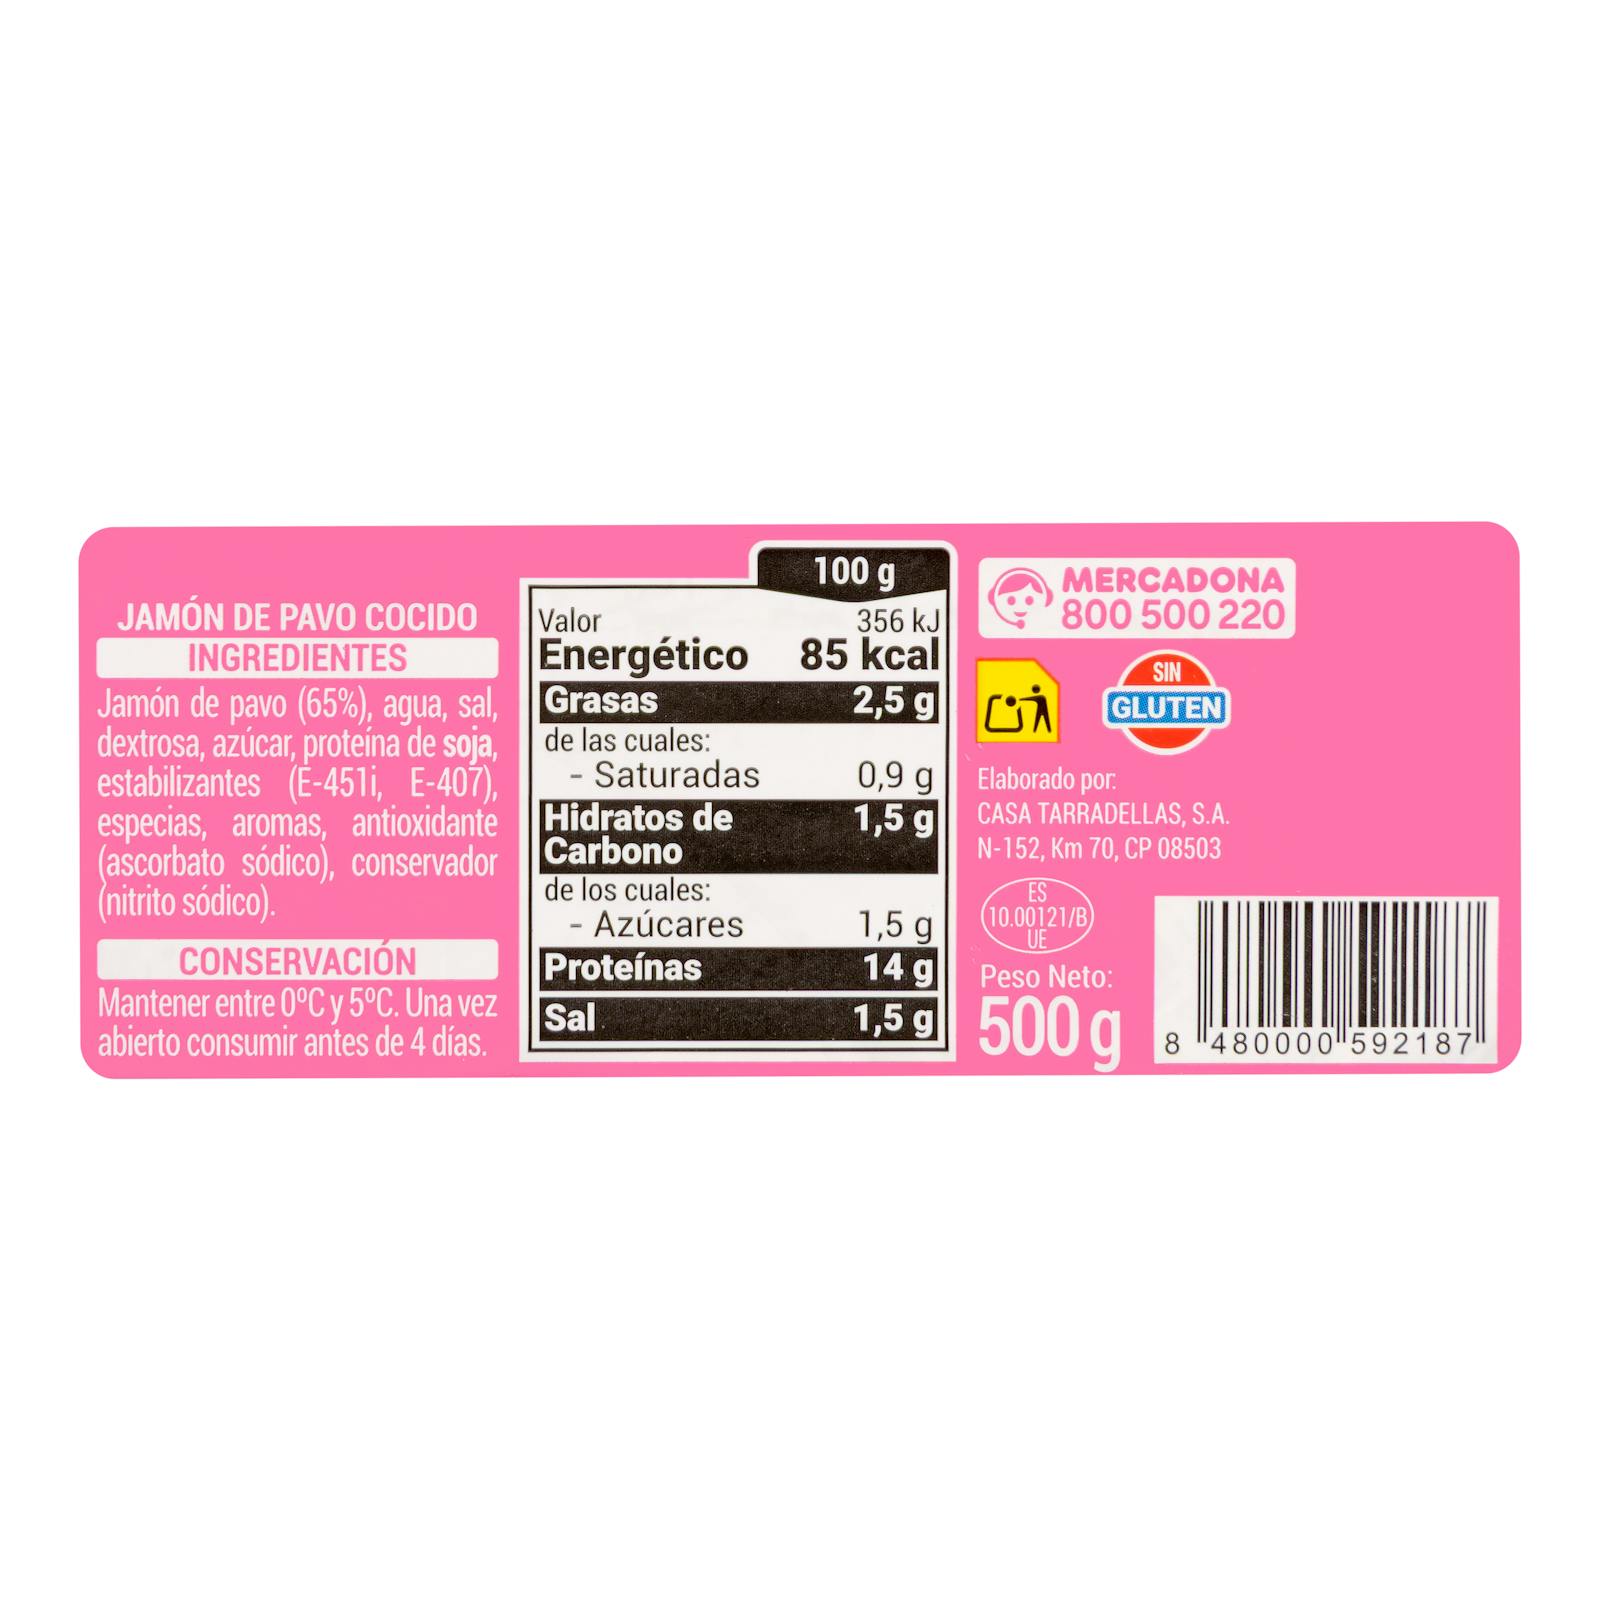 JAMÓN DE PAVO COCIDO
INGREDIENTES
Jamón de pavo (65%), agua, sal,
dextrosa, azúcar, proteína de soja,
estabilizantes (E-451i, E-407),
especias, aromas, antioxidante
(ascorbato sódico), conservador
(nitrito sódico).
CONSERVACIÓN
Mantener entre 0ºC y 5ºC. Una vez
abierto consumir antes de 4 días.
100 g
Valor 356 kJ
Energético 85 kcal
Grasas 2,5 g
de las cuales:
- Saturadas 0,9 g
Hidratos de 1,5 g
Carbono
de los cuales:
- Azúcares 1,5 g
Proteínas 14 g
Sal 1,5 g
MERCADONA
800 500 220
SIN
GLUTEN
Elaborado por:
CASA TARRADELLAS, S.A.
N-152, Km 70, CP 08503
ES
10.00121/B
UE
Peso Neto:
500 g
8 480000 592187